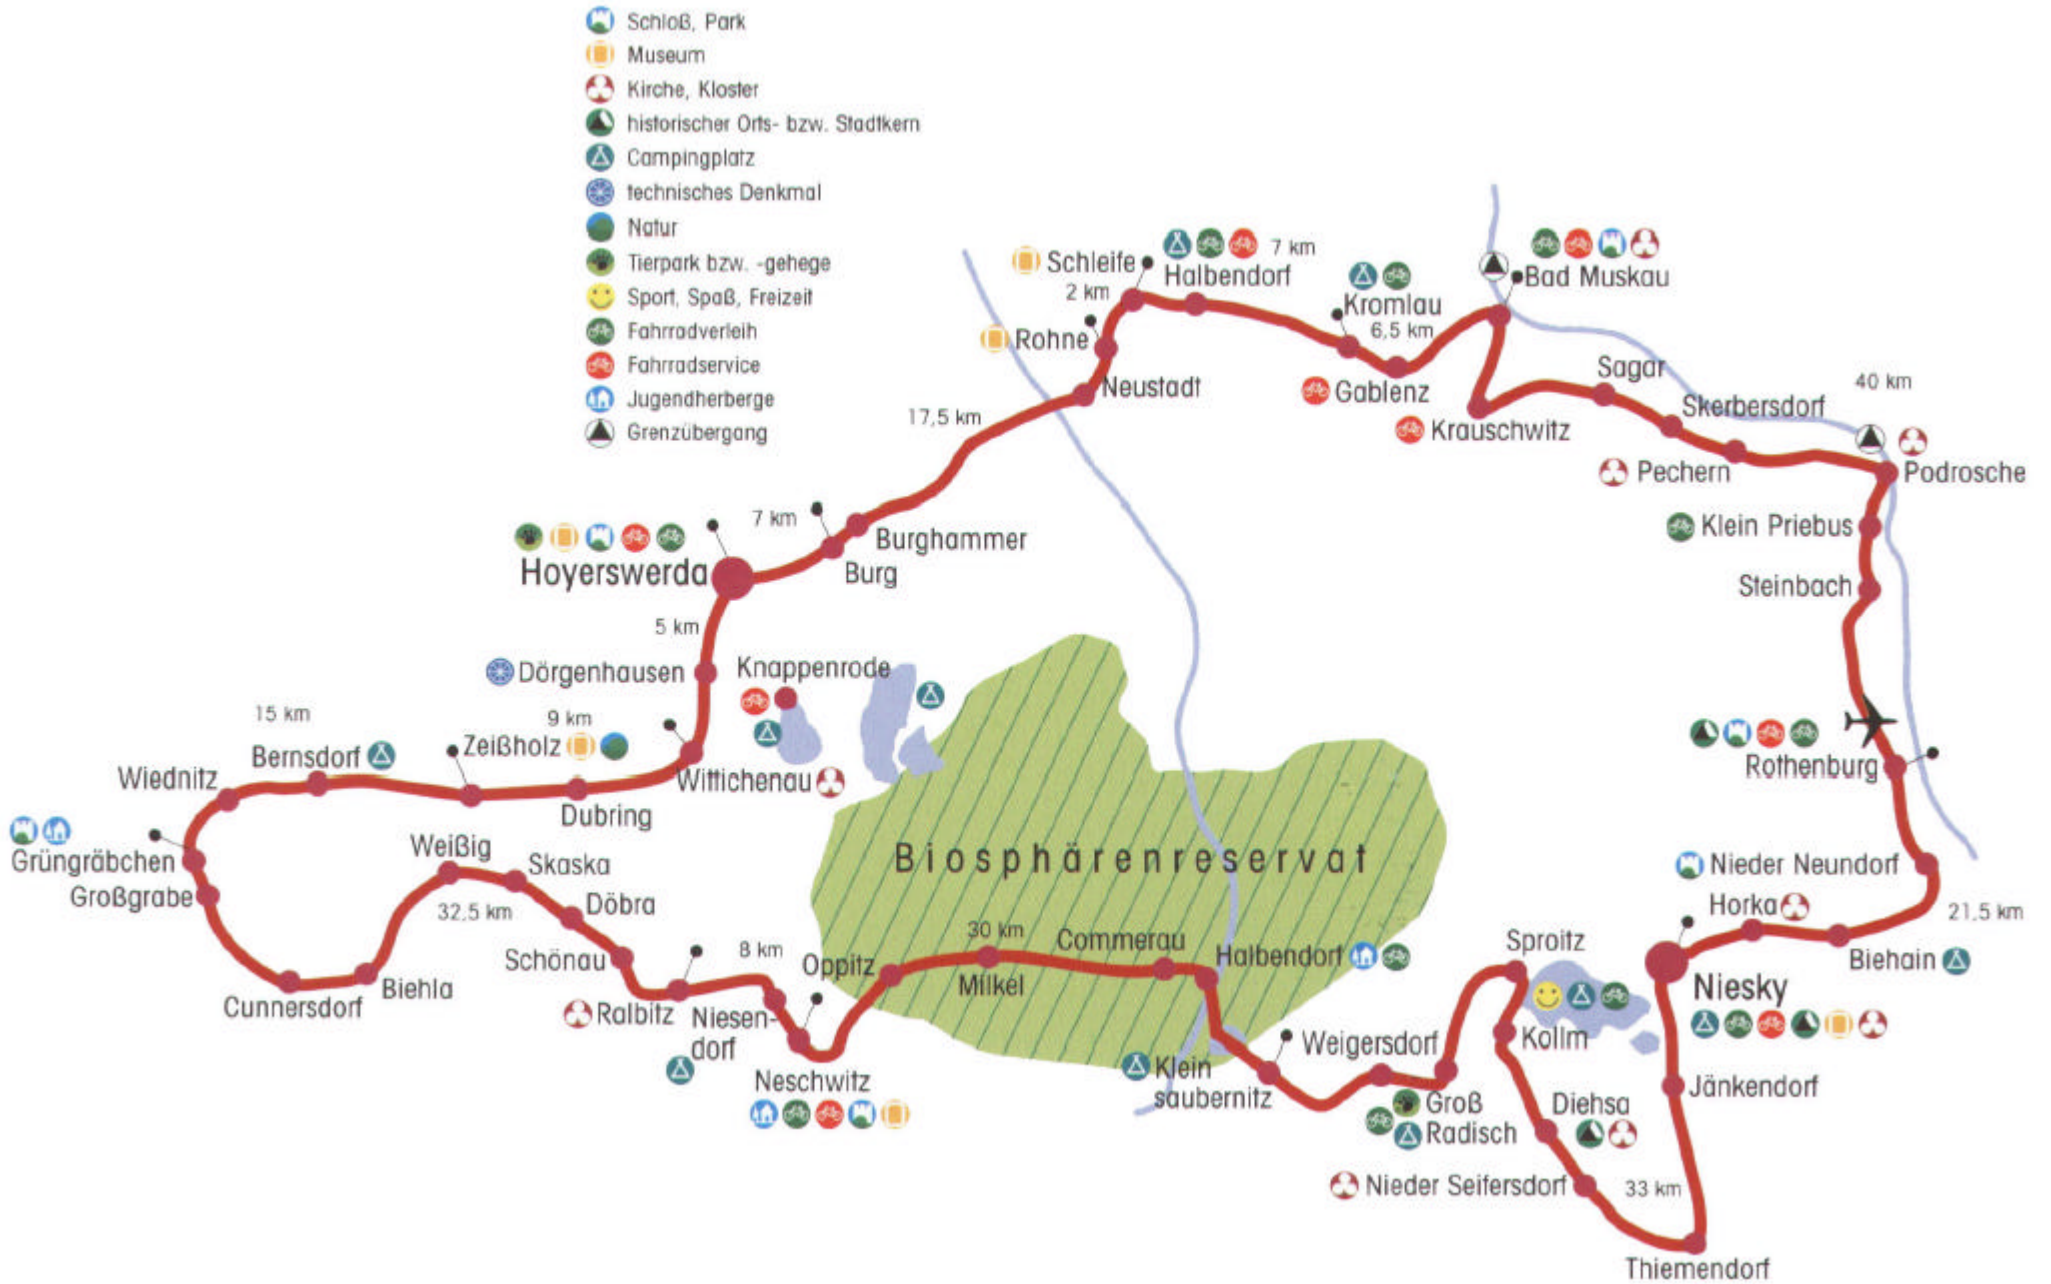 Schloß, Park
Museum
Kirche, Kloster
historischer Orts- bzw. Stadtkern
Campingplatz
technisches Denkmal
Natur
Tierpark bzw. -gehege
Sport, Spaß, Freizeit
Fahrradverleih
Fahrradservice
Jugendherberge
Grenzübergang
Schleife
2 km
Halbendorf
7 km
Rohne
Neustadt
17,5 km
Kromlau
6,5 km
Gablenz
Bad Muskau
Krauschwitz
Sagar
Skerbersdorf
40 km
Pechern
Podrosche
Klein Priebus
Steinbach
Rothenburg
Nieder Neundorf
Horka
21,5 km
Biehain
Niesky
Jänkendorf
33 km
Thiemendorf
Nieder Seifersdorf
Diehsa
Kollm
Sproitz
Groß
Radisch
Weigersdorf
Klein
saubernitz
Halbendorf
Commerau
30 km
Milkel
Oppitz
Biosphärenreservat
8 km
Neschwitz
Niesen-
dorf
Ralbitz
Schönau
Döbra
Skaska
32,5 km
Weißig
Biehla
Cunnersdorf
Großgrabe
Grüngräbchen
Wiednitz
15 km
Bernsdorf
Zeißholz
9 km
Dubring
Wittichenau
Knappenrode
Dörgenhausen
5 km
Hoyerswerda
7 km
Burg
Burghammer